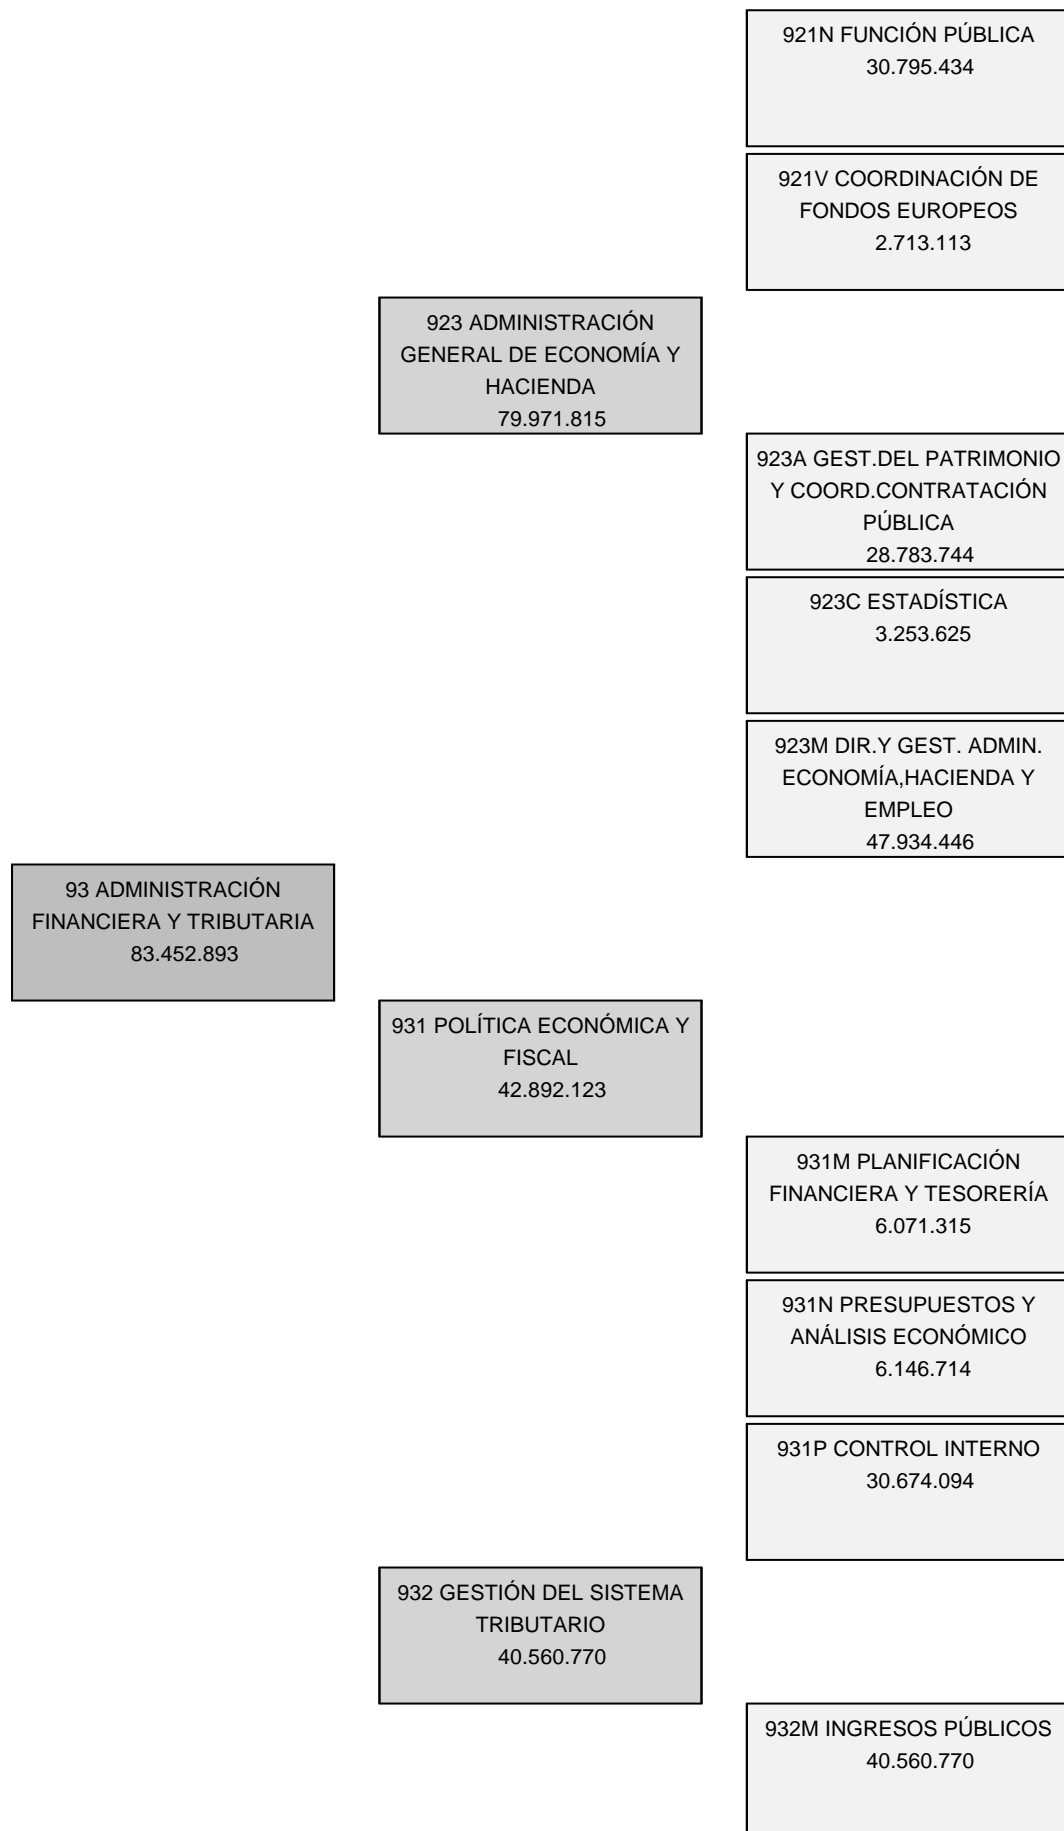 921N FUNCIÓN PÚBLICA
30.795.434
921V COORDINACIÓN DE
FONDOS EUROPEOS
2.713.113
923 ADMINISTRACIÓN
GENERAL DE ECONOMÍA Y
HACIENDA
79.971.815
923A GEST.DEL PATRIMONIO
Y COORD.CONTRATACIÓN
PÚBLICA
28.783.744
923C ESTADÍSTICA
3.253.625
923M DIR.Y GEST. ADMIN.
ECONOMÍA,HACIENDA Y
EMPLEO
47.934.446
93 ADMINISTRACIÓN
FINANCIERA Y TRIBUTARIA
83.452.893
931 POLÍTICA ECONÓMICA Y
FISCAL
42.892.123
931M PLANIFICACIÓN
FINANCIERA Y TESORERÍA
6.071.315
931N PRESUPUESTOS Y
ANÁLISIS ECONÓMICO
6.146.714
931P CONTROL INTERNO
30.674.094
932 GESTIÓN DEL SISTEMA
TRIBUTARIO
40.560.770
932M INGRESOS PÚBLICOS
40.560.770